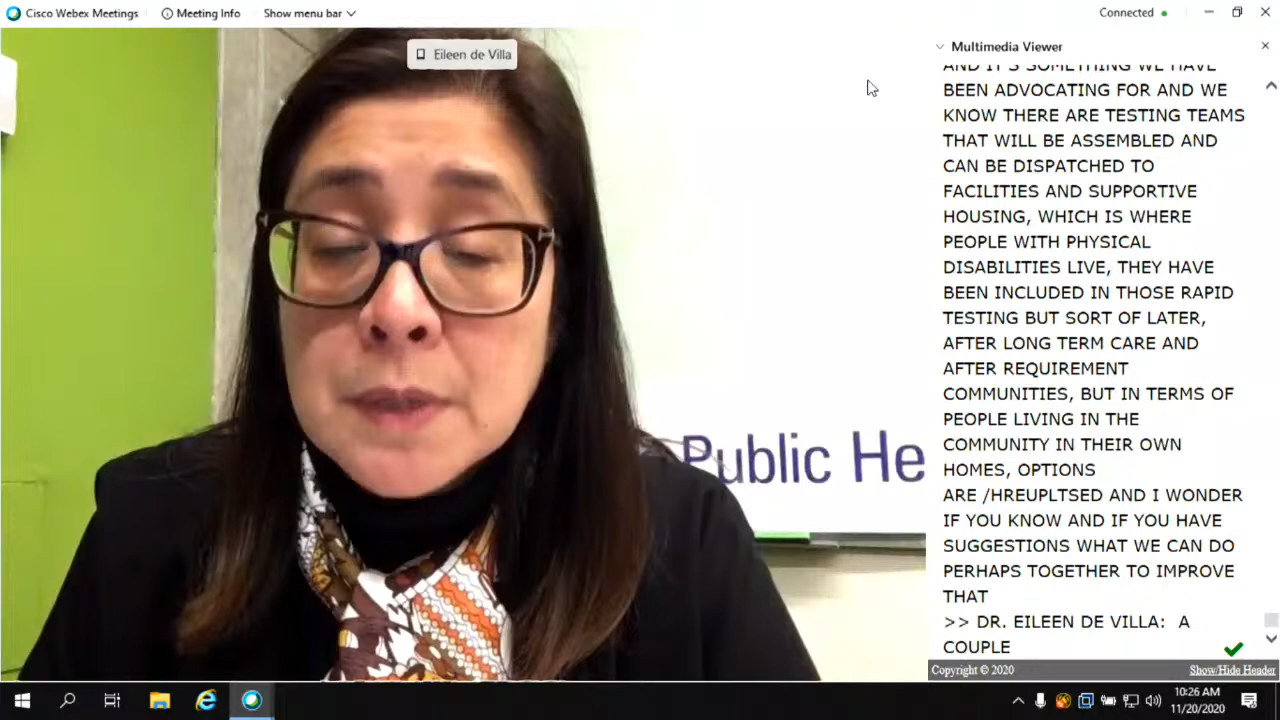 Cisco Webex Meetings
Meeting Info
Show menu bar
Connected
Eileen de Villa
Multimedia Viewer
AND IT'S SOMETHING WE HAVE
BEEN ADVOCATING FOR AND WE
KNOW THERE ARE TESTING TEAMS
THAT WILL BE ASSEMBLED AND
CAN BE DISPATCHED TO
FACILITIES AND SUPPORTIVE
HOUSING, WHICH IS WHERE
PEOPLE WITH PHYSICAL
DISABILITIES LIVE, THEY HAVE
BEEN INCLUDED IN THOSE RAPID
TESTING BUT SORT OF LATER,
AFTER LONG TERM CARE AND
AFTER REQUIREMENT
COMMUNITIES, BUT IN TERMS OF
PEOPLE LIVING IN THE
COMMUNITY IN THEIR OWN
HOMES, OPTIONS
ARE /HREUPLTSED AND I WONDER
IF YOU KNOW AND IF YOU HAVE
SUGGESTIONS WHAT WE CAN DO
PERHAPS TOGETHER TO IMPROVE
THAT
>> DR. EILEEN DE VILLA: A
COUPLE
Public He
Copyright © 2020
Show/Hide Header
10:26 AM
11/20/2020